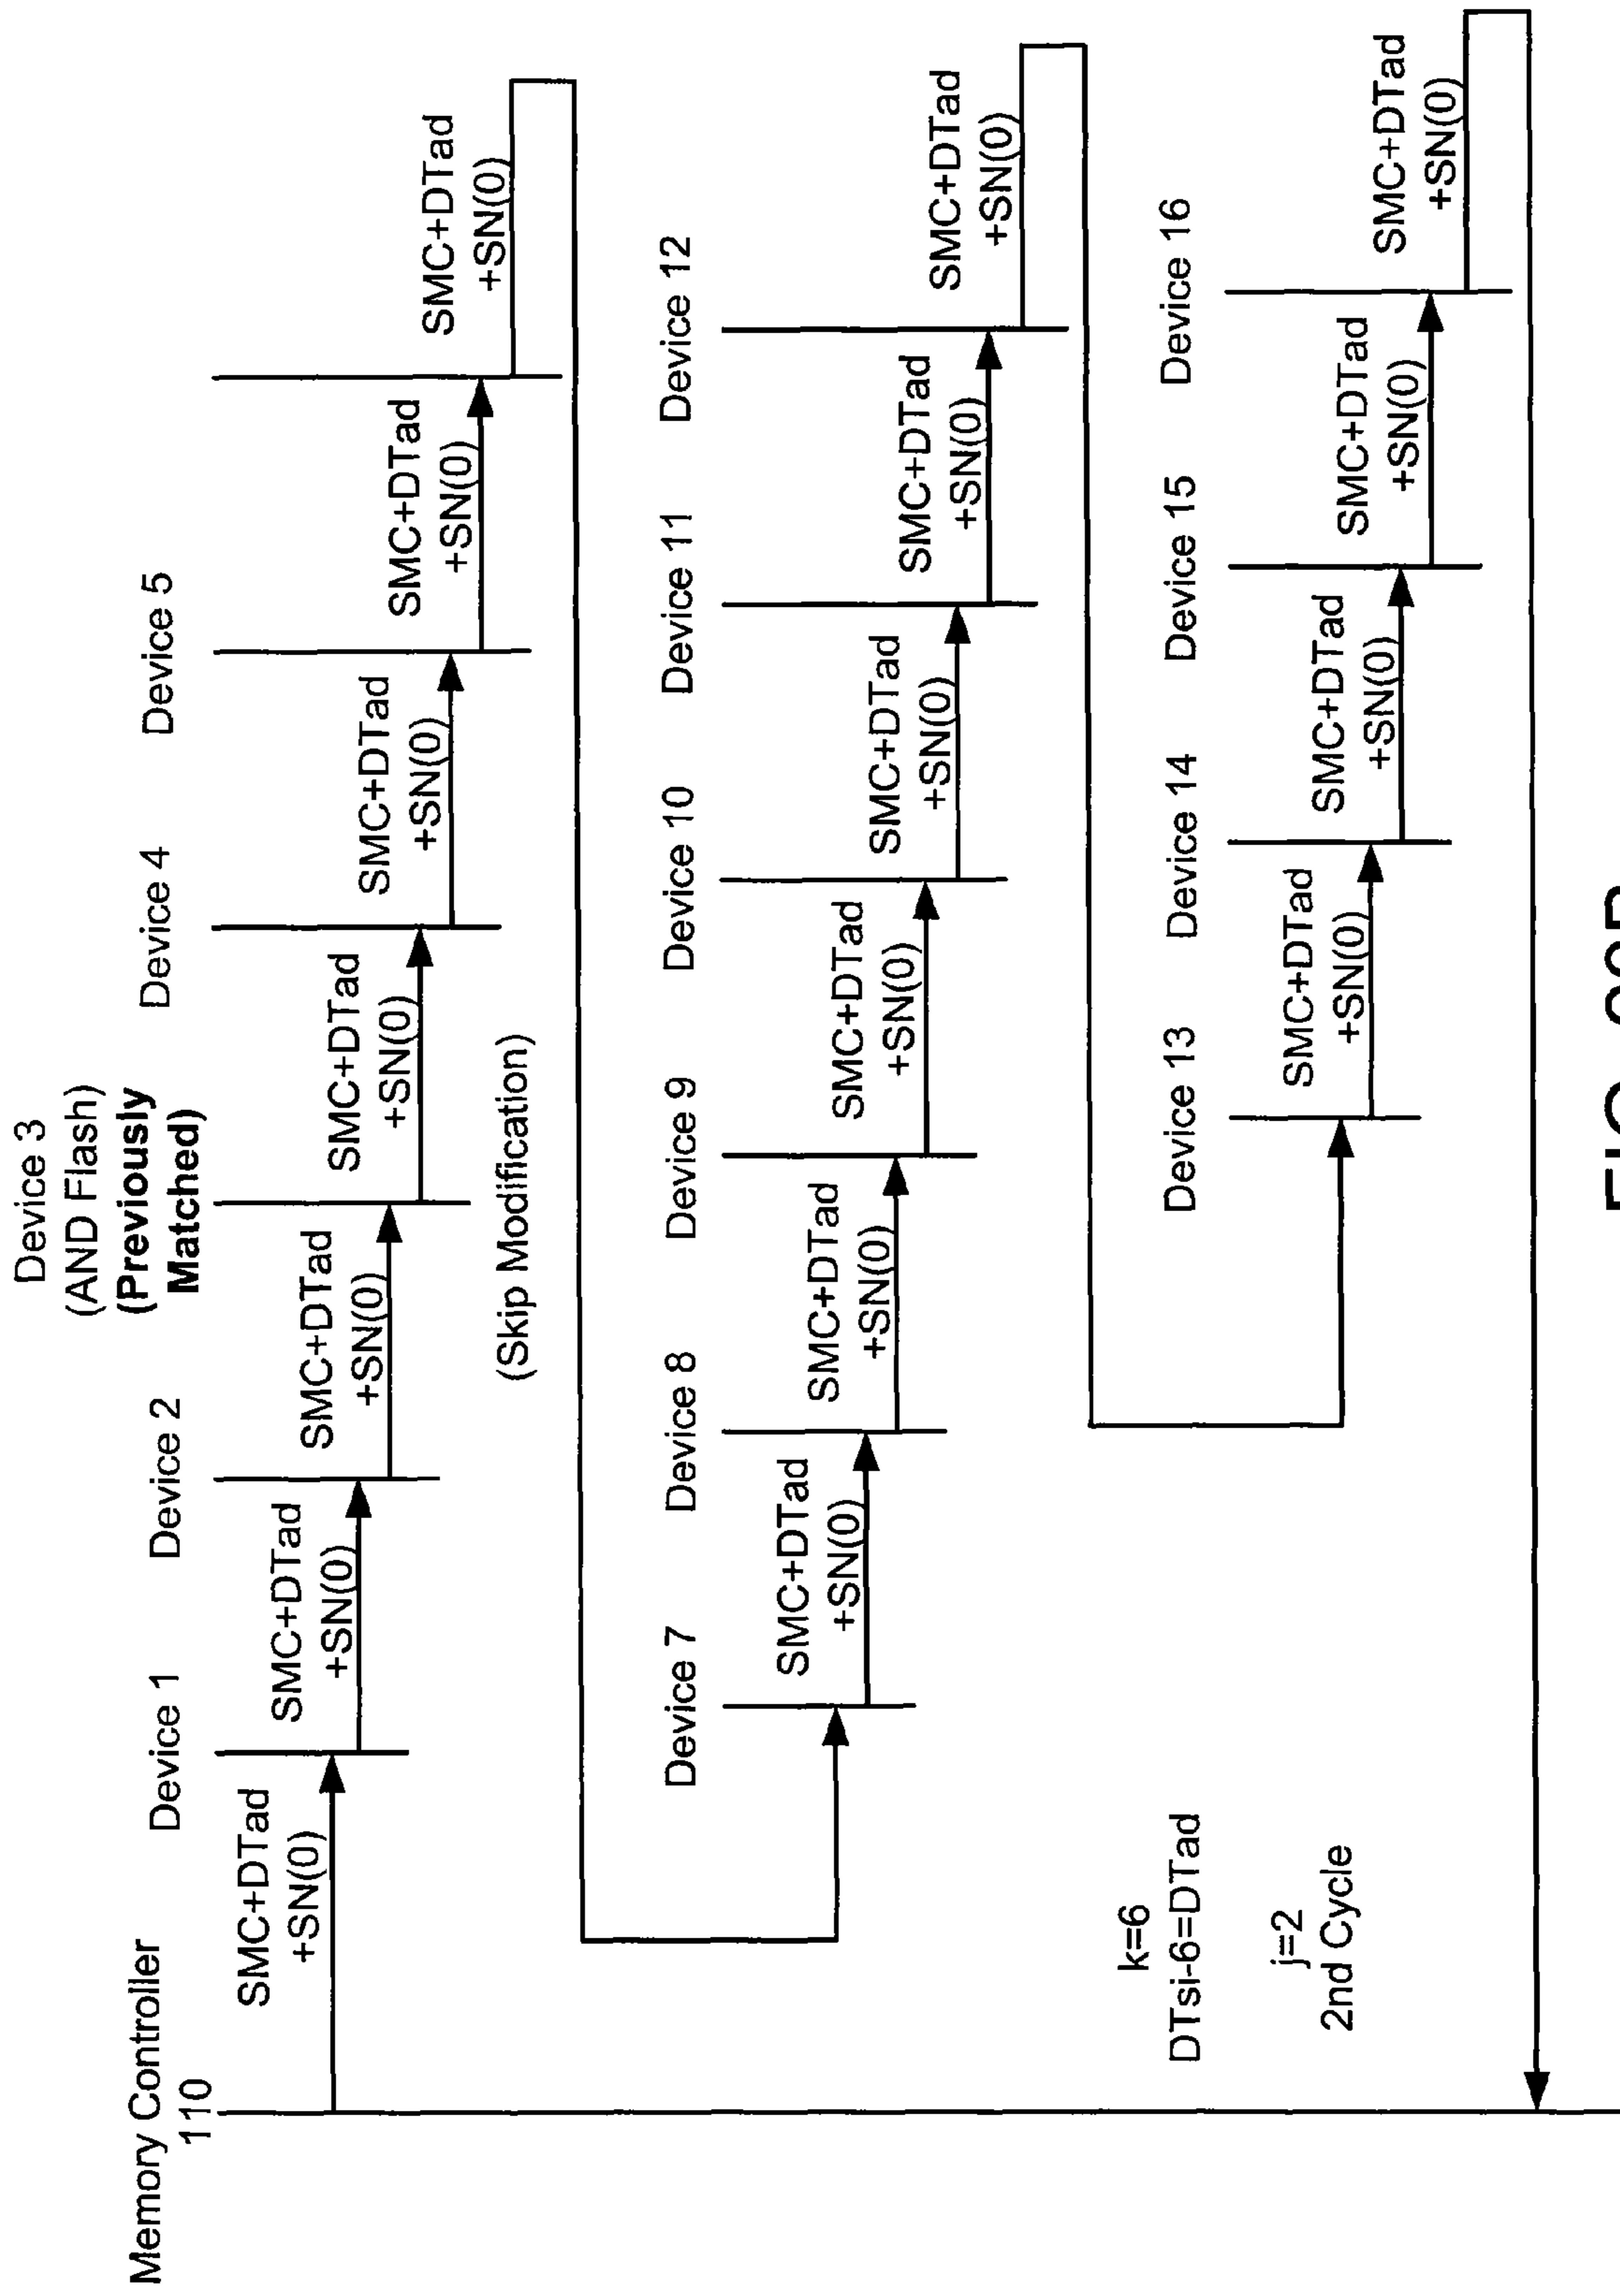 Memory Controller
110
Device 1
Device 2
Device 3
(AND Flash)
(Previously
Matched)
Device 4
Device 5
SMC+DTad
+SN(0)
SMC+DTad
+SN(0)
SMC+DTad
+SN(0)
SMC+DTad
+SN(0)
SMC+DTad
+SN(0)
SMC+DTad
+SN(0)
SMC+DTad
+SN(0)
(Skip Modification)
Device 7
Device 8
Device 9
Device 10
Device 11
Device 12
SMC+DTad
+SN(0)
SMC+DTad
+SN(0)
SMC+DTad
+SN(0)
SMC+DTad
+SN(0)
SMC+DTad
+SN(0)
SMC+DTad
+SN(0)
Device 13
Device 14
Device 15
Device 16
SMC+DTad
+SN(0)
SMC+DTad
+SN(0)
SMC+DTad
+SN(0)
SMC+DTad
+SN(0)
k=6
DTsi-6=DTad
j=2
2nd Cycle